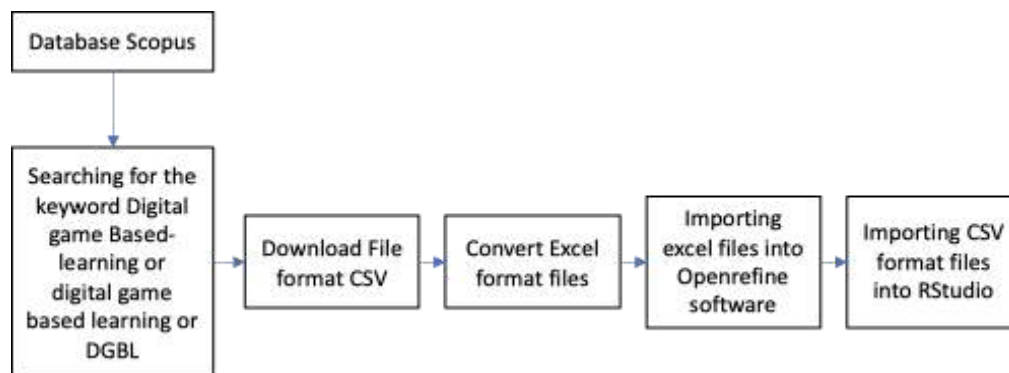 Database Scopus
Searching for the
keyword Digital
game Based-
learning or
digital game
based learning or
DGBL
Download File
format CSV
Convert Excel
format files
Importing
excel files into
Openrefine
software
Importing CSV
format files
into RStudio